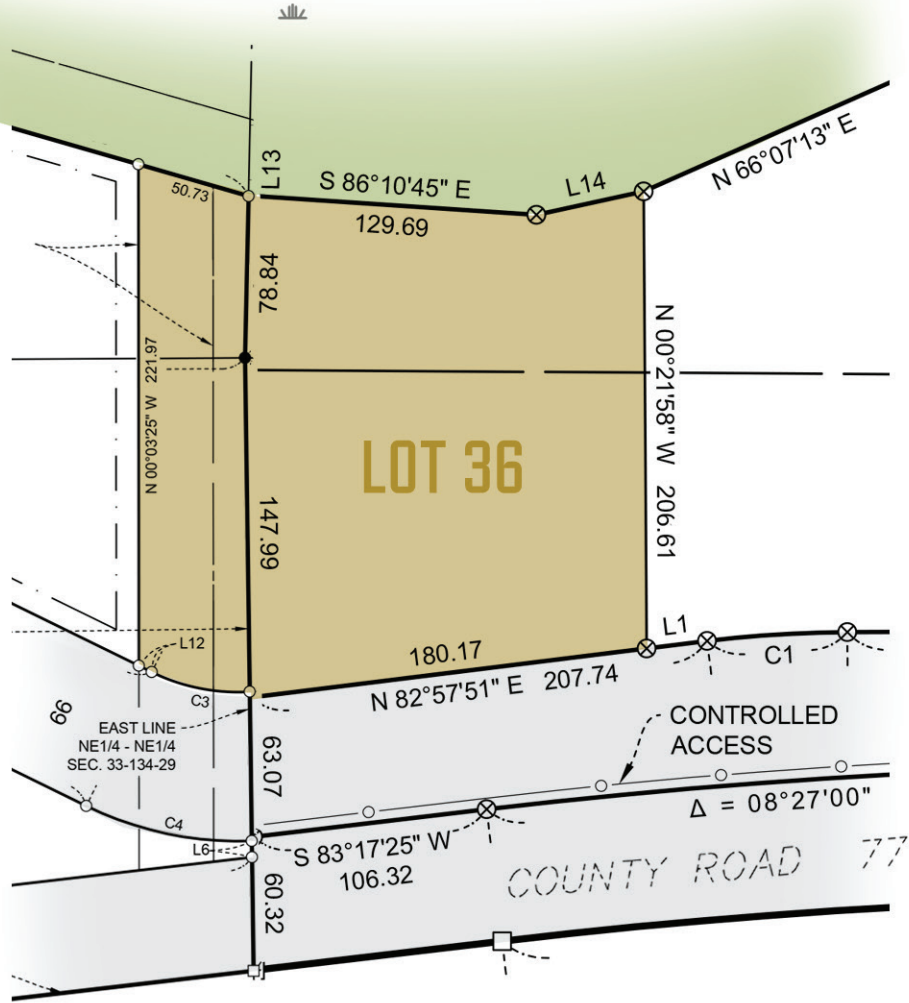 L13
S 86°10'45" E
129.69
L14
N 66°07'13" E
50.73
78.84
N 00°03'25" W 221.97
N 00°21'58" W 206.61
LOT 36
147.99
L12
C3
180.17
N 82°57'51" E 207.74
L1
C1
66
EAST LINE
NE1/4 - NE1/4
SEC. 33-134-29
63.07
CONTROLLED
ACCESS
Δ = 08°27'00"
C4
L6
S 83°17'25" W
106.32
60.32
COUNTY ROAD 77